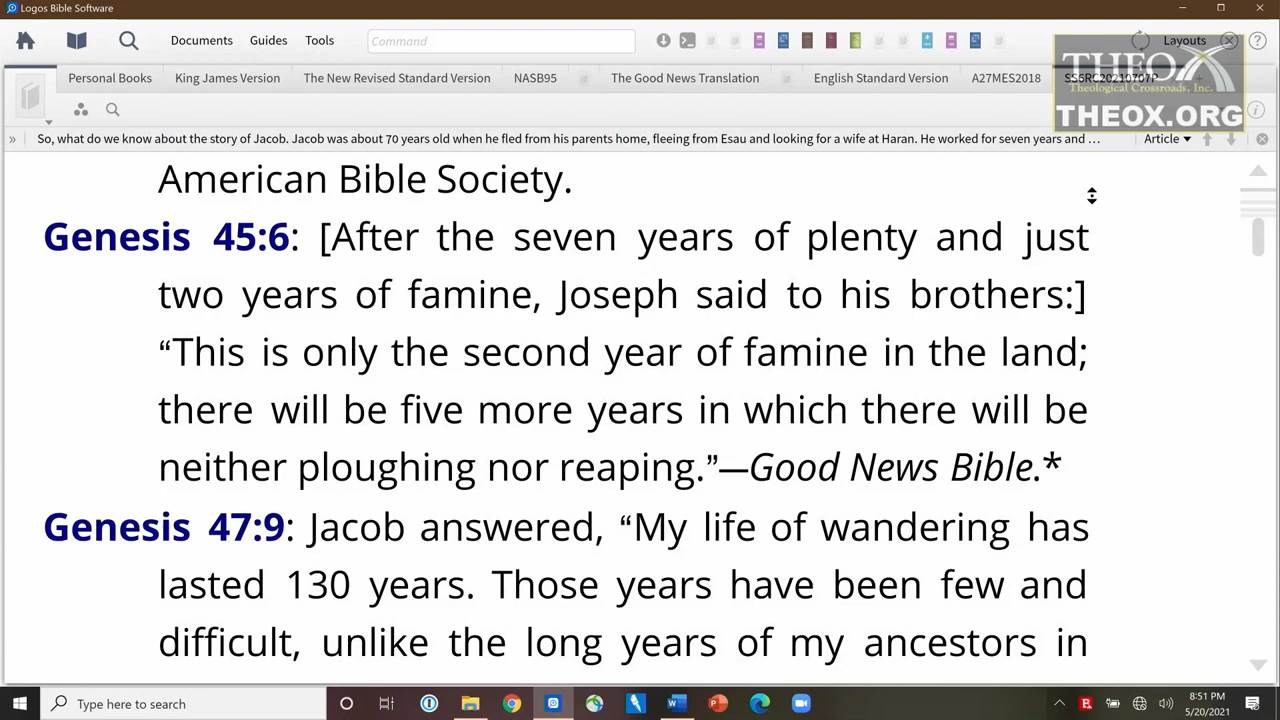 Logos Bible Software
Documents Guides Tools Command Layouts
Personal Books King James Version The New Revised Standard Version NASB95 The Good News Translation English Standard Version A27MES2018 SS6RC20210707P
THEOX
Theological Crossroads, Inc.
THEOX.ORG
So, what do we know about the story of Jacob. Jacob was about 70 years old when he fled from his parents home, fleeing from Esau and looking for a wife at Haran. He worked for seven years and ... Article
American Bible Society.
Genesis 45:6: [After the seven years of plenty and just
two years of famine, Joseph said to his brothers:]
“This is only the second year of famine in the land;
there will be five more years in which there will be
neither ploughing nor reaping.”—Good News Bible.*
Genesis 47:9: Jacob answered, “My life of wandering has
lasted 130 years. Those years have been few and
difficult, unlike the long years of my ancestors in
Type here to search
8:51 PM
5/20/2021